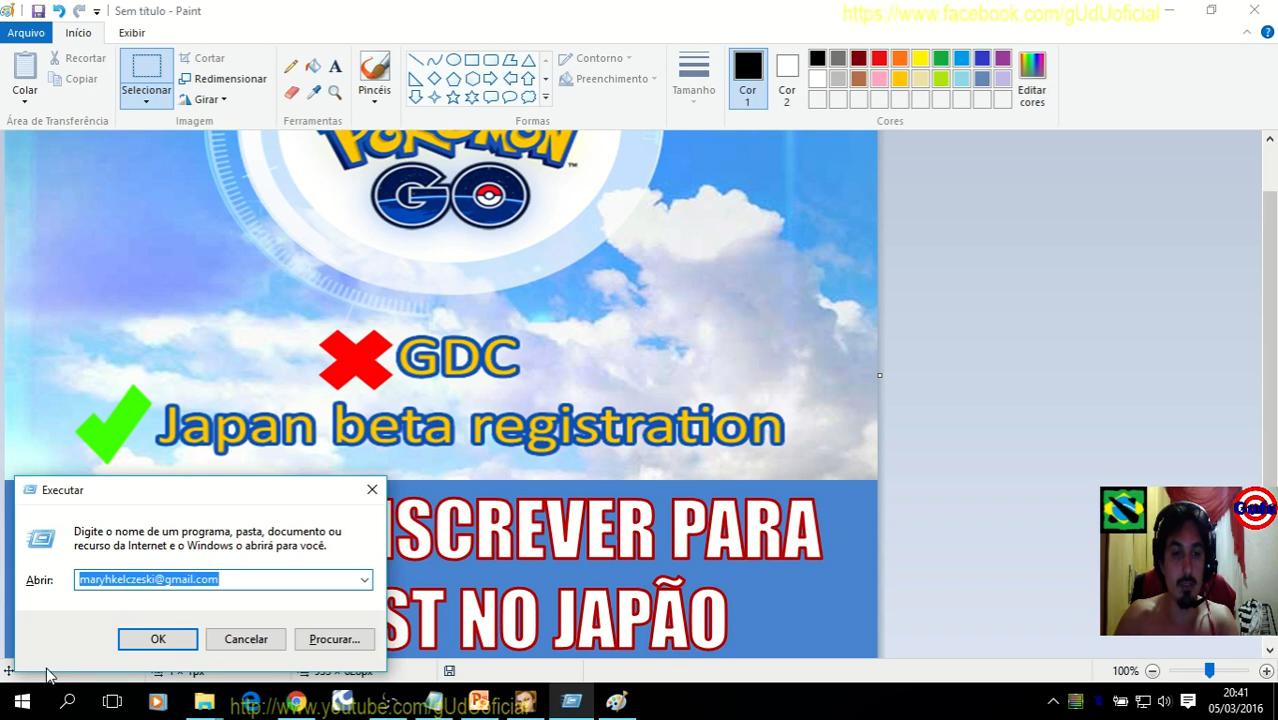 Sem título - Paint
https://www.facebook.com/gUdUoficial
Arquivo
Início
Exibir
Colar
Recortar
Copiar
Área de Transferência
Selecionar
Cortar
Redimensionar
Girar
Imagem
A
Ferramentas
Pincéis
Contorno
Preenchimento
Formas
Tamanho
Cor
1
Cor
2
Editar
cores
Cores
POKÉMON
GO
GDC
Japan beta registration
NSCREVER PARA
ST NO JAPÃO
Executar
Digite o nome de um programa, pasta, documento ou
recurso da Internet e o Windows o abrirá para você.
Abrir:
maryhkelczeski@gmail.com
OK
Cancelar
Procurar...
Gudu
100%
http://www.youtube.com/gUdUoficial
20:41
05/03/2016